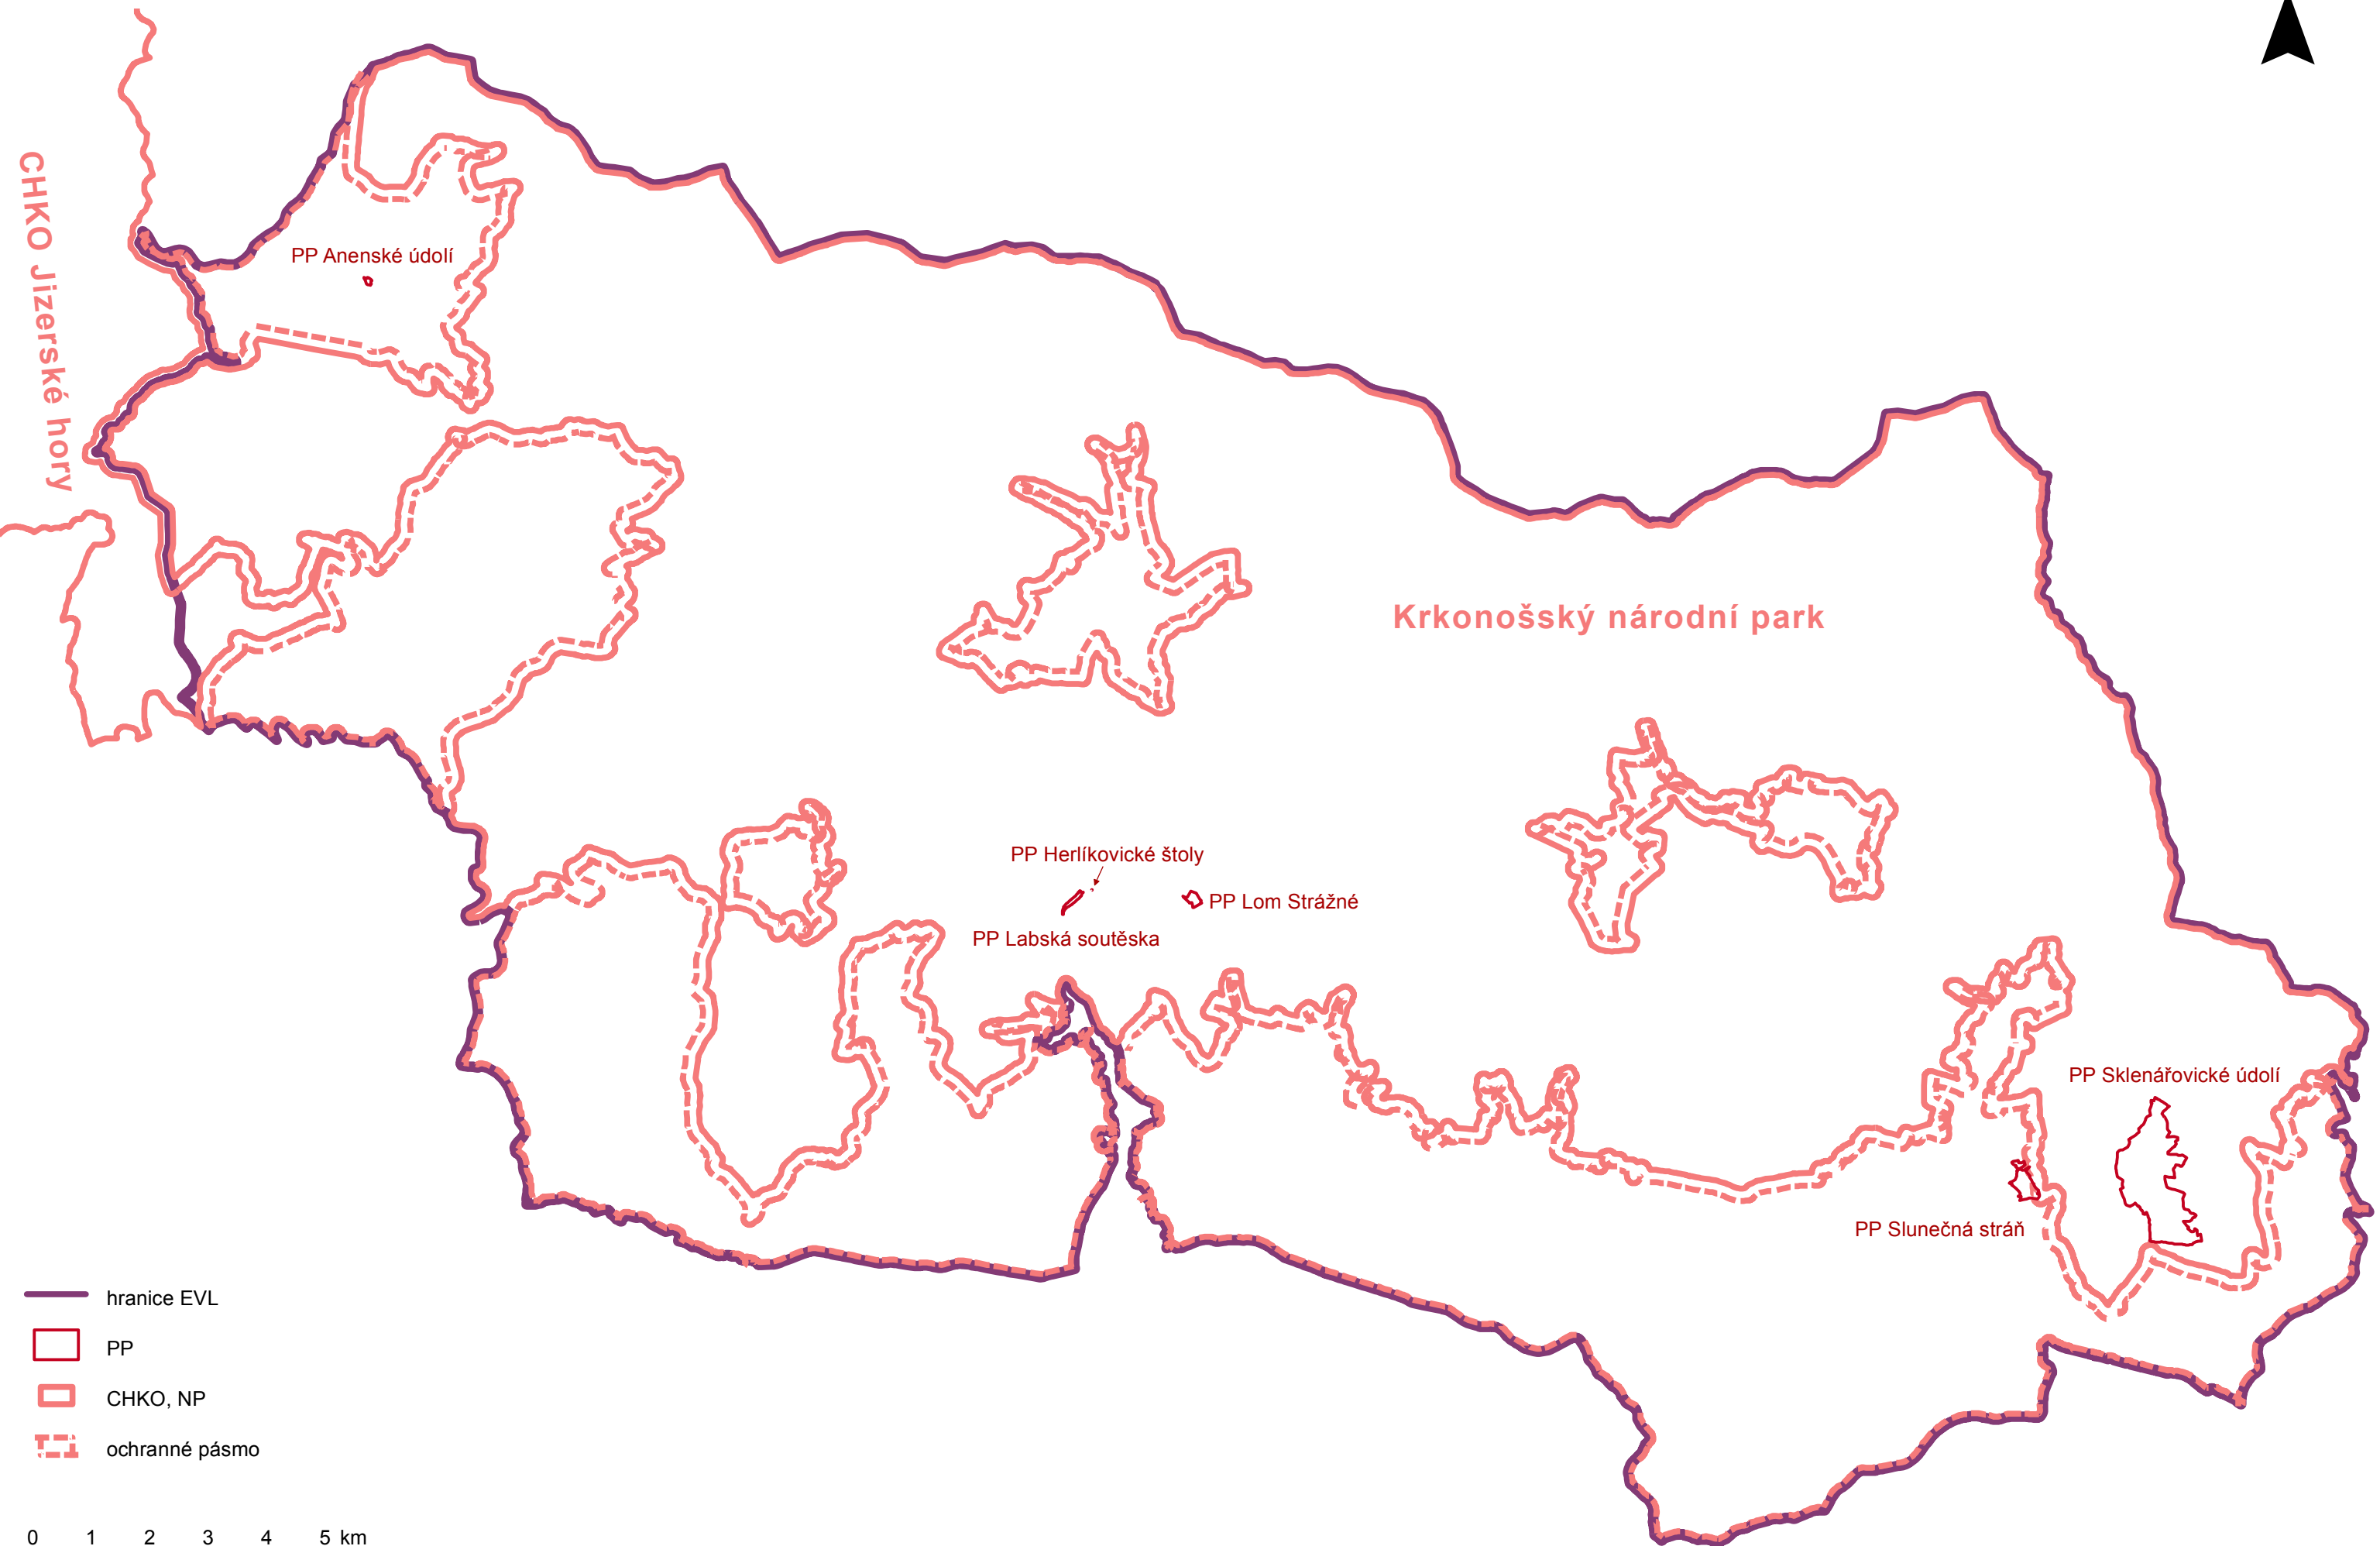 CHKO Jizerské hory
PP Anenské údolí
Krkonošský národní park
PP Herlíkovické štoly
PP Lom Strážné
PP Labská soutěska
PP Sklenářovické údolí
PP Slunečná stráň
hranice EVL
PP
CHKO, NP
ochranné pásmo
0 1 2 3 4 5 km